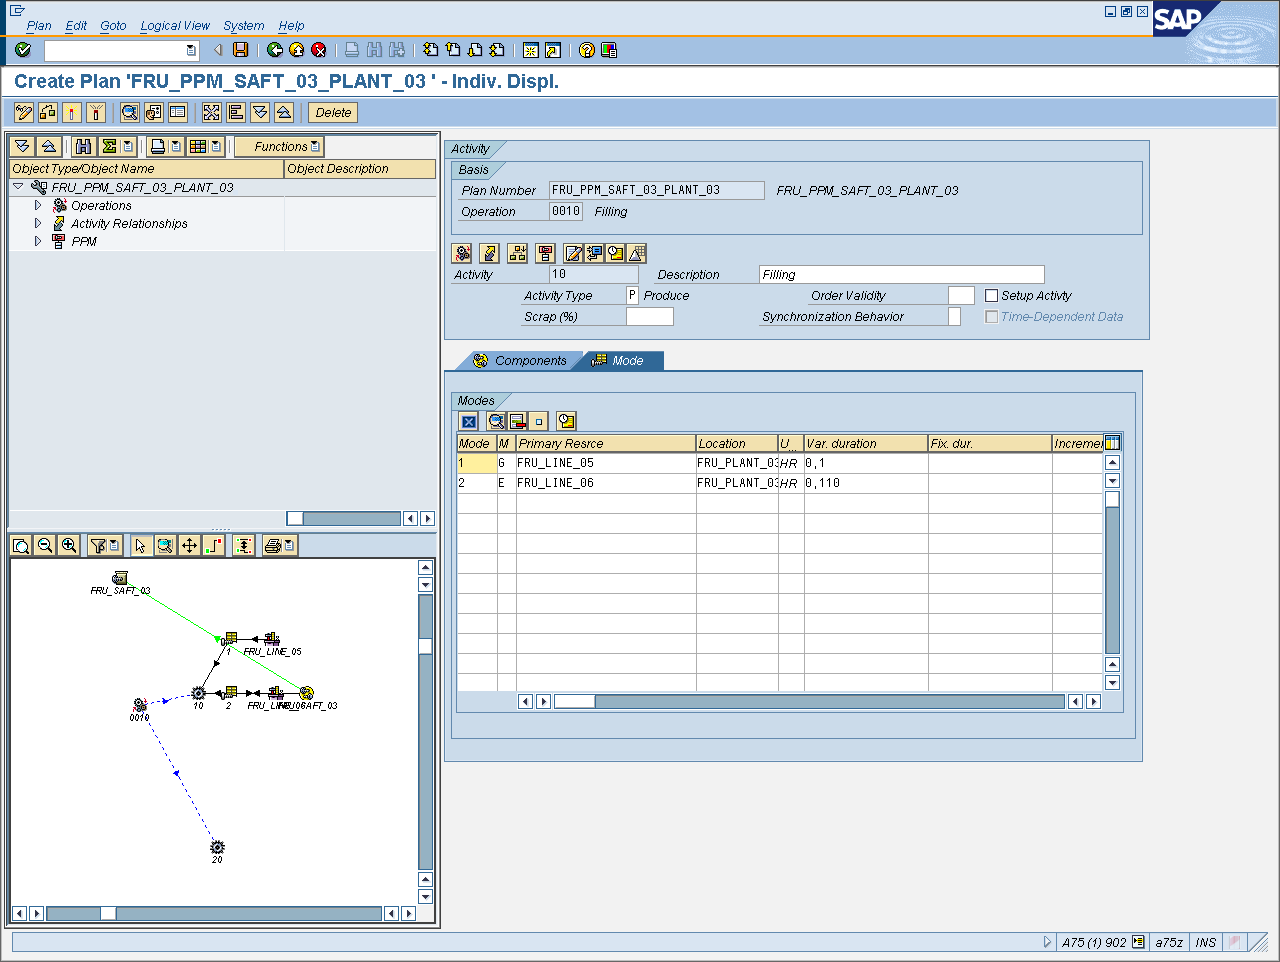 Plan Edit Goto Logical View System Help
SAP
Create Plan 'FRU_PPM_SAFT_03_PLANT_03 ' - Indiv. Displ.
Delete
Functions
Object Type/Object Name Object Description
FRU_PPM_SAFT_03_PLANT_03
Operations
Activity Relationships
PPM
Activity
Basis
Plan Number FRU_PPM_SAFT_03_PLANT_03 FRU_PPM_SAFT_03_PLANT_03
Operation 0010 Filling
Activity 10 Description Filling
Activity Type P Produce Order Validity Setup Activty
Scrap (%) Synchronization Behavior Time-Dependent Data
Components Mode
Modes
Mode M Primary Resrce Location U... Var. duration Fix. dur. Incremen
1 G FRU_LINE_05 FRU_PLANT_03 HR 0,1
2 E FRU_LINE_06 FRU_PLANT_03 HR 0,110
FRU_SAFT_03
1 FRU_LINE_05
10 2
0010
20
A75 (1) 902 a75z INS